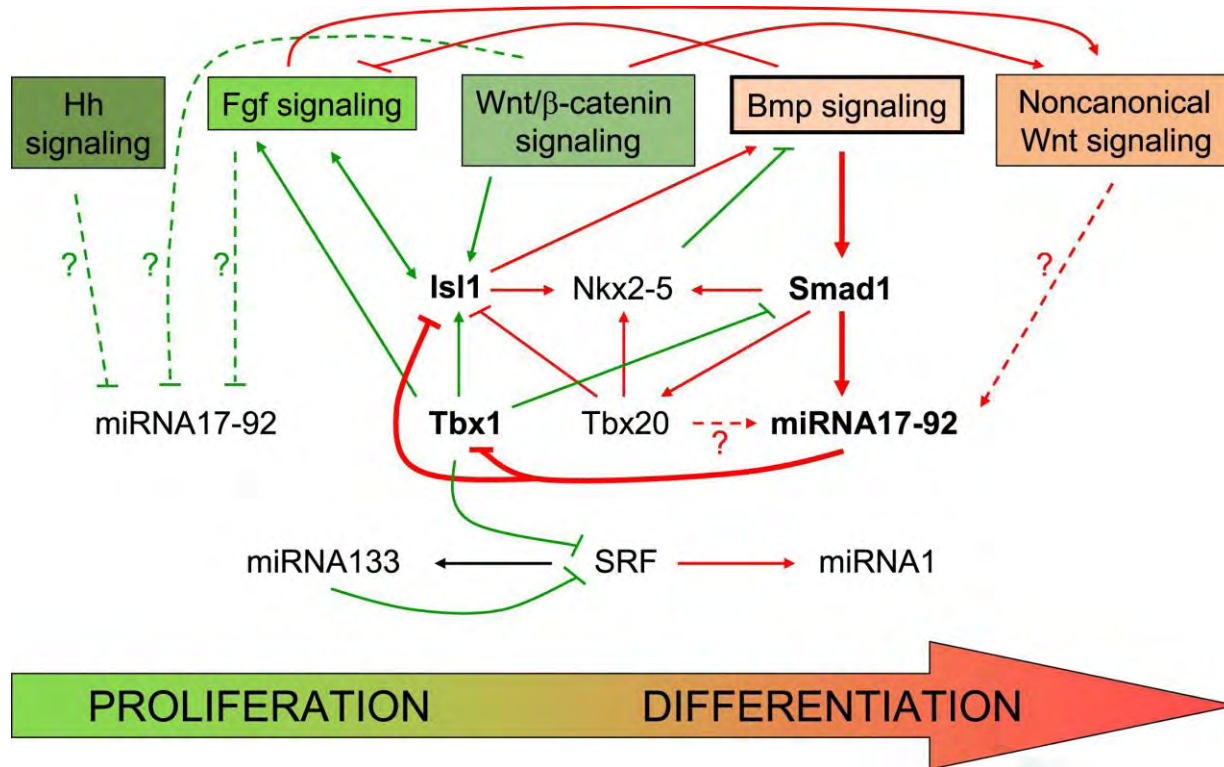 Hh
signaling
Fgf signaling
Wnt/β-catenin
signaling
Bmp signaling
Noncanonical
Wnt signaling
?
?
?
?
Isl1
Nkx2-5
Smad1
miRNA17-92
Tbx1
Tbx20
?
miRNA17-92
miRNA133
SRF
miRNA1
PROLIFERATION
DIFFERENTIATION